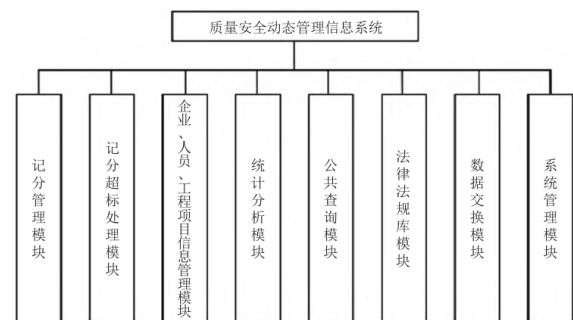 质量安全动态管理信息系统
记分管理模块
记分超标处理模块
企业、人员、工程项目信息管理模块
统计分析模块
公共查询模块
法律法规库模块
数据交换模块
系统管理模块